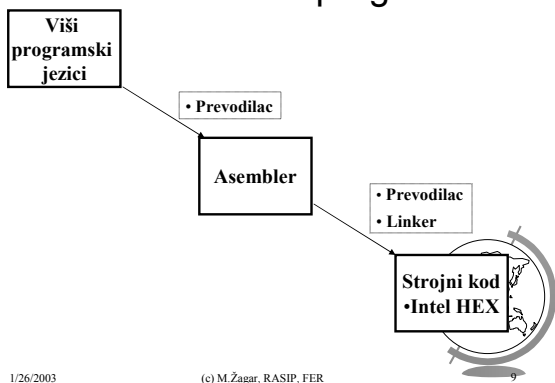 Viši
programski
jezici
• Prevodilac
Asembler
• Prevodilac
• Linker
Strojni kod
•Intel HEX
1/26/2003
(c) M.Žagar, RASIP, FER
9